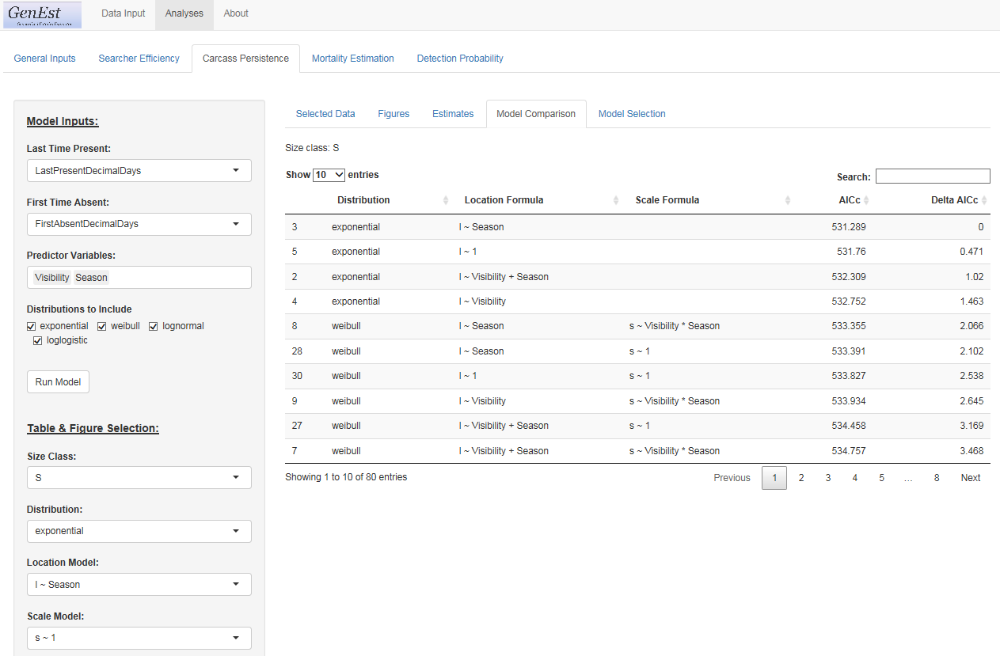 GenEst Data Input Analyses About
General Inputs Searcher Efficiency Carcass Persistence Mortality Estimation Detection Probability
Model Inputs:
Last Time Present:
LastPresentDecimalDays
First Time Absent:
FirstAbsentDecimalDays
Predictor Variables:
Visibility Season
Distributions to Include
exponential weibull lognormal
loglogistic
Run Model
Table & Figure Selection:
Size Class:
S
Distribution:
exponential
Location Model:
l ~ Season
Scale Model:
s ~ 1
Selected Data Figures Estimates Model Comparison Model Selection
Size class: S
Show 10 entries
Search:
Distribution Location Formula Scale Formula AICc Delta AICc
3 exponential l ~ Season 531.289 0
5 exponential l ~ 1 531.76 0.471
2 exponential l ~ Visibility + Season 532.309 1.02
4 exponential l ~ Visibility 532.752 1.463
8 weibull l ~ Season s ~ Visibility * Season 533.355 2.066
28 weibull l ~ Season s ~ 1 533.391 2.102
30 weibull l ~ 1 s ~ 1 533.827 2.538
9 weibull l ~ Visibility s ~ Visibility * Season 533.934 2.645
27 weibull l ~ Visibility + Season s ~ 1 534.458 3.169
7 weibull l ~ Visibility + Season s ~ Visibility * Season 534.757 3.468
Showing 1 to 10 of 80 entries
Previous 1 2 3 4 5 … 8 Next